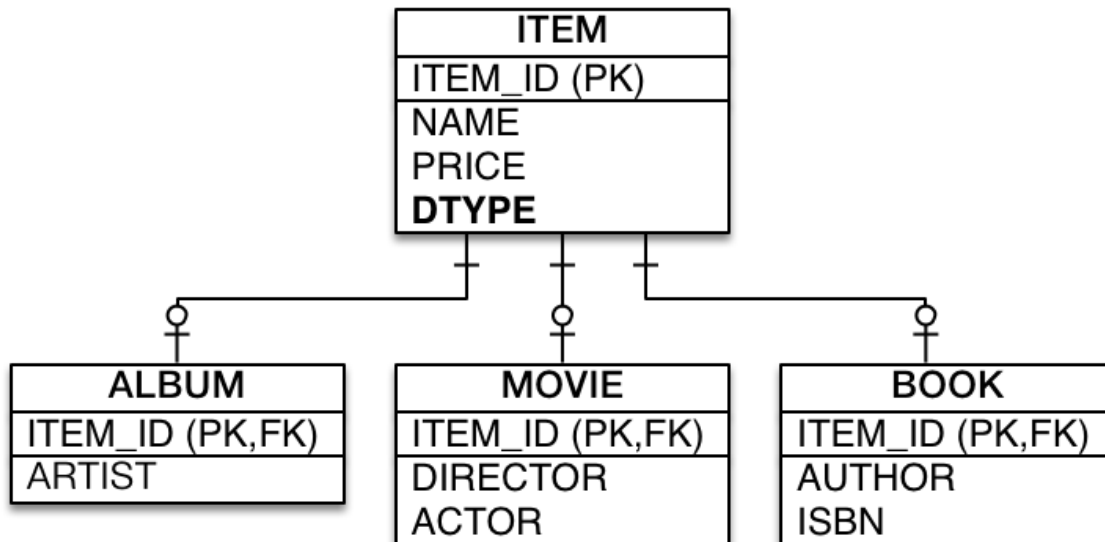 ITEM
ITEM_ID (PK)
NAME
PRICE
DTYPE
ALBUM
ITEM_ID (PK,FK)
ARTIST
MOVIE
ITEM_ID (PK,FK)
DIRECTOR
ACTOR
BOOK
ITEM_ID (PK,FK)
AUTHOR
ISBN